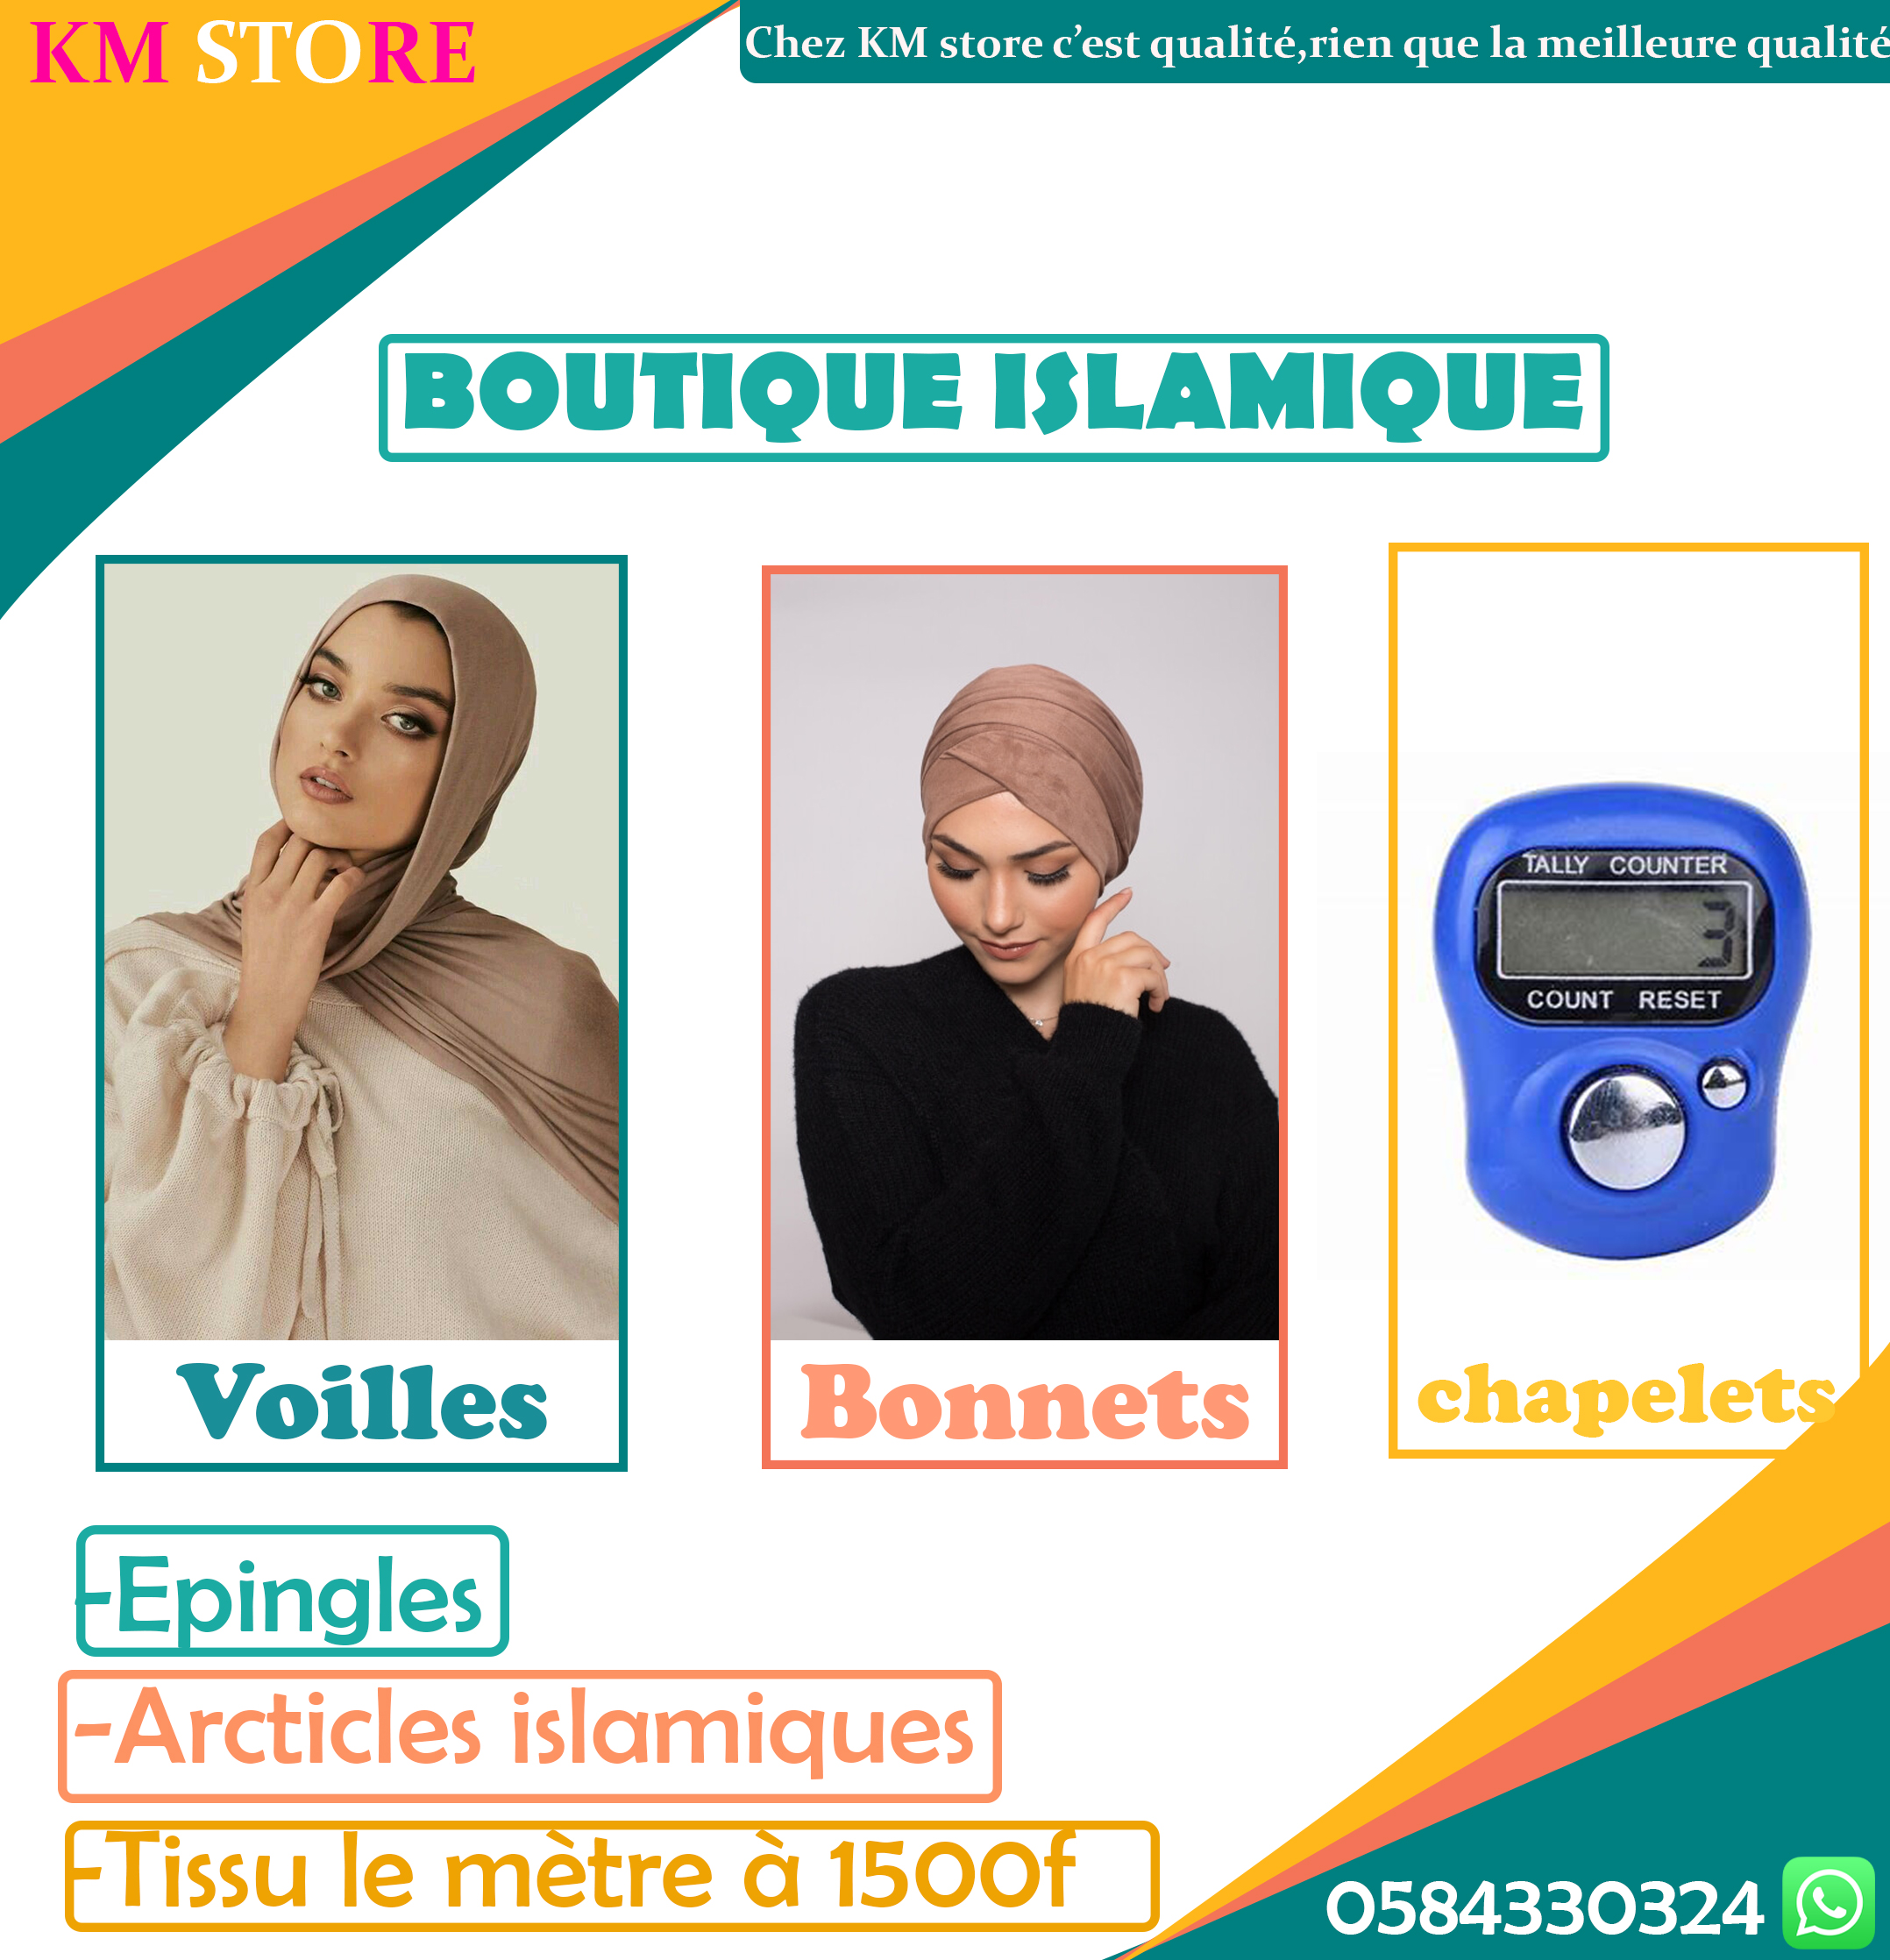 KM STORE
Chez KM store c’est qualité,rien que la meilleure qualité
BOUTIQUE ISLAMIQUE
TALLY COUNTER
3
COUNT RESET
Voilles
Bonnets
chapelets
-Epingles
-Arcticles islamiques
-Tissu le mètre à 1500f
0584330324